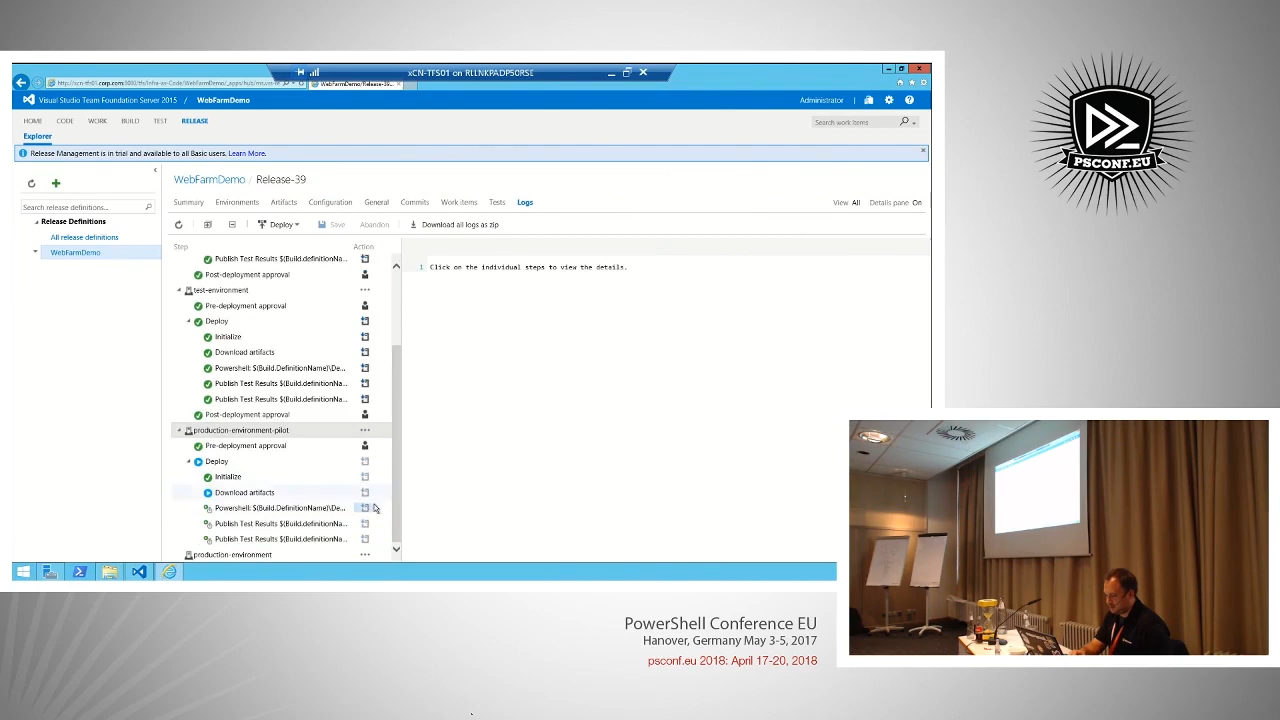 xCN-TFS01 on RLLNKPADP50RSE
WebFarmDemo/Release-39...
Visual Studio Team Foundation Server 2015 / WebFarmDemo
Administrator
HOME CODE WORK BUILD TEST RELEASE
Search work items
Explorer
Release Management is in trial and available to all Basic users. Learn More.
WebFarmDemo / Release-39
Summary Environments Artifacts Configuration General Commits Work items Tests Logs
View All Details pane On
Search release definitions...
Release Definitions
All release definitions
WebFarmDemo
Deploy Save Abandon Download all logs as zip
Step Action
Publish Test Results $(Build.definitionNa...
Post-deployment approval
test-environment
Pre-deployment approval
Deploy
Initialize
Download artifacts
Powershell: $(Build.DefinitionName)\De...
Publish Test Results $(Build.definitionNa...
Publish Test Results $(Build.definitionNa...
Post-deployment approval
production-environment-pilot
Pre-deployment approval
Deploy
Initialize
Download artifacts
Powershell: $(Build.DefinitionName)\De...
Publish Test Results $(Build.definitionNa...
Publish Test Results $(Build.definitionNa...
production-environment
1 Click on the individual steps to view the details.
PSCONF.EU
PowerShell Conference EU
Hanover, Germany May 3-5, 2017
psconf.eu 2018: April 17-20, 2018